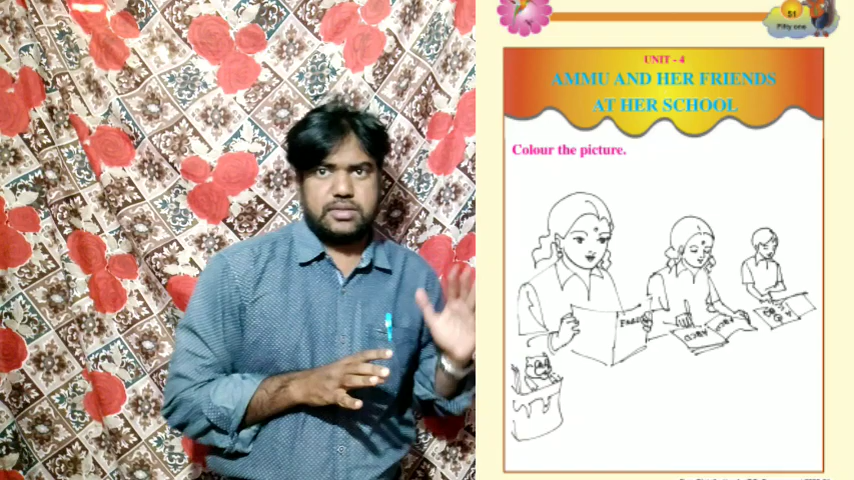 51
Fifty one
UNIT - 4
AMMU AND HER FRIENDS
AT HER SCHOOL
Colour the picture.